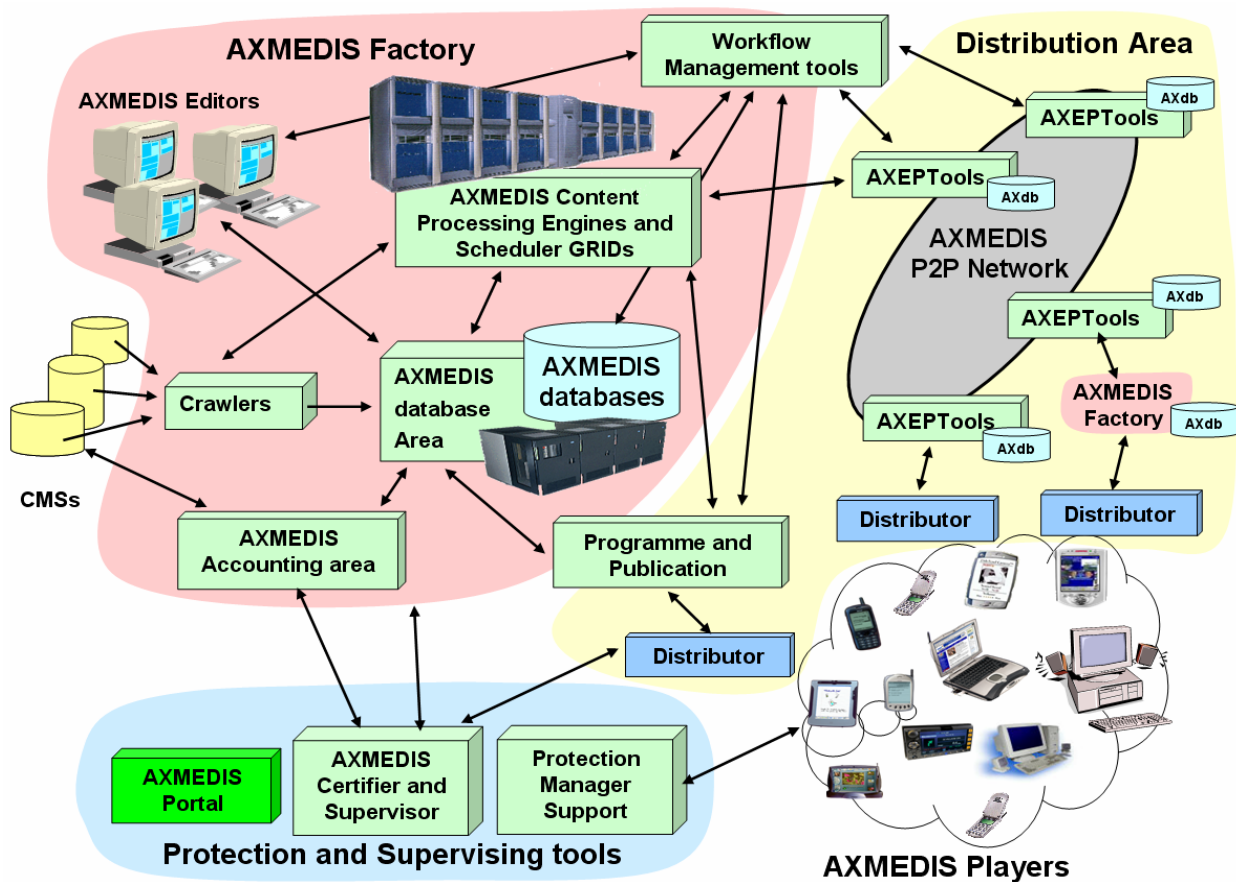 AXMEDIS Factory
Workflow
Management tools
Distribution Area
AXMEDIS Editors
AXdb
AXEPTools
AXEPTools
AXdb
AXMEDIS Content
Processing Engines and
Scheduler GRIDs
AXMEDIS
P2P Network
AXdb
AXEPTools
AXMEDIS
database
Area
AXMEDIS
databases
Crawlers
AXMEDIS
Factory
AXdb
AXEPTools
AXdb
CMSs
Distributor
Distributor
AXMEDIS
Accounting area
Programme and
Publication
Distributor
AXMEDIS
Portal
AXMEDIS
Certifier and
Supervisor
Protection
Manager
Support
Protection and Supervising tools
AXMEDIS Players